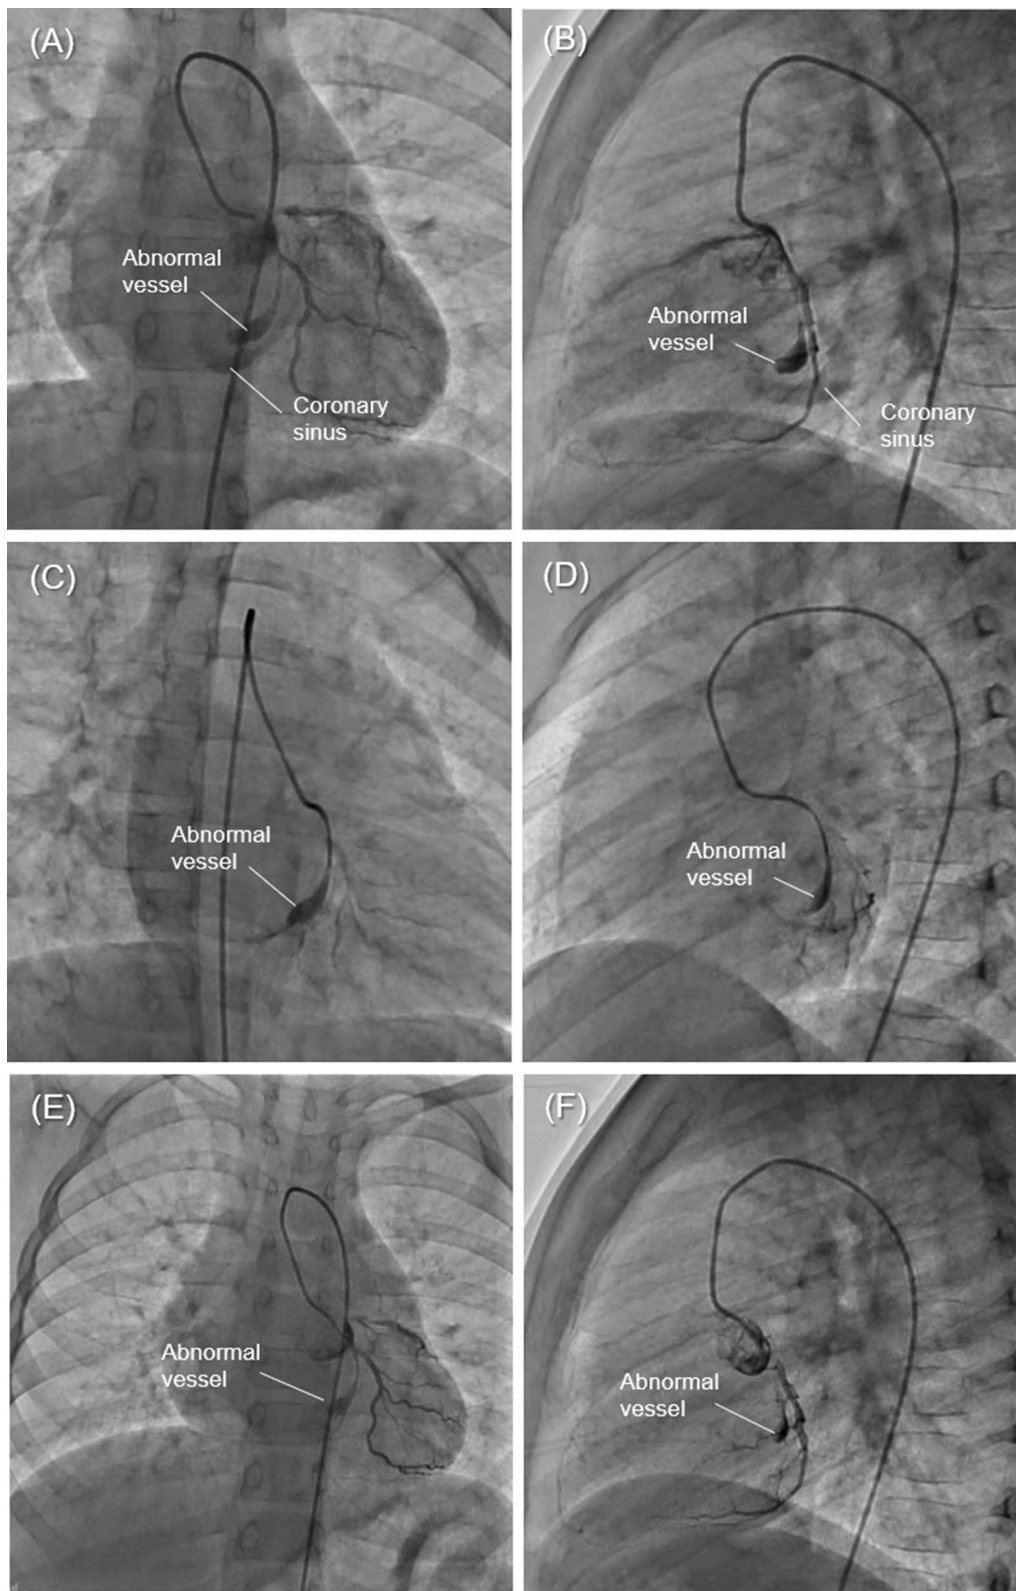 (A)
Abnormal
vessel
Coronary
sinus
(B)
Abnormal
vessel
Coronary
sinus
(C)
Abnormal
vessel
(D)
Abnormal
vessel
(E)
Abnormal
vessel
(F)
Abnormal
vessel